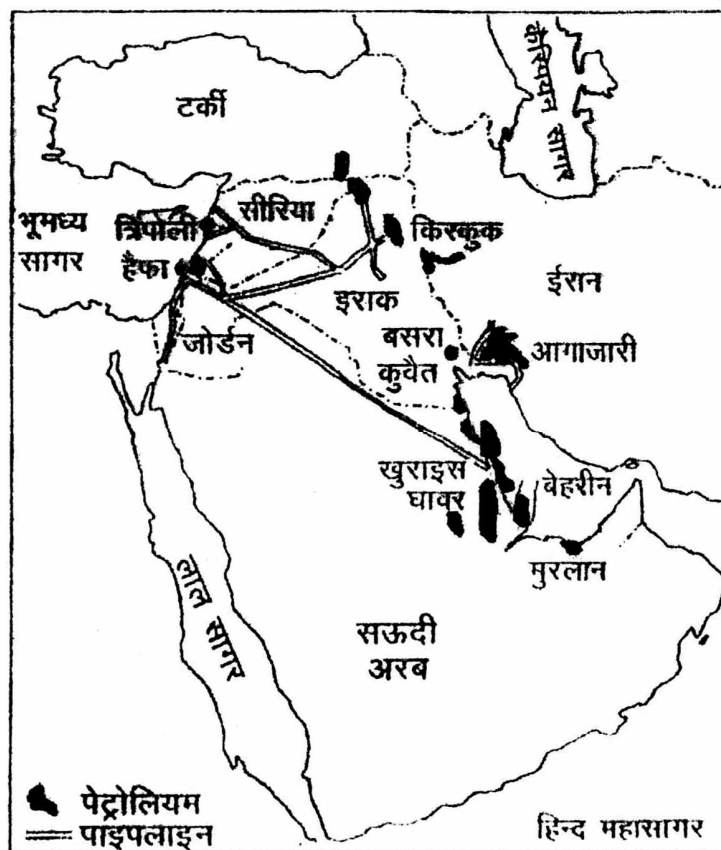 कैस्पियन सागर
टर्की
सीरिया
भूमध्य
सागर
त्रिपोली
हैफा
किरकुक
इराक
ईरान
जोर्डन
बसरा
कुवैत
आगाजारी
खुराइस
घावर
बेहरीन
मुरलान
लाल सागर
सऊदी
अरब
पेट्रोलियम
पाइपलाइन
हिन्द महासागर